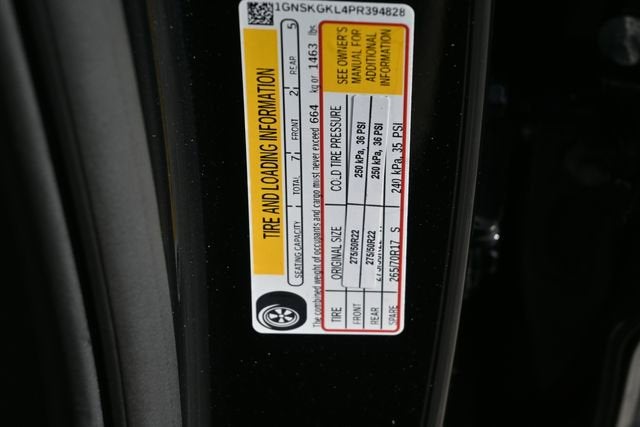 1GNSKGKL4PR394828
TIRE AND LOADING INFORMATION
SEATING CAPACITY TOTAL 7 FRONT 2 REAR 5
The combined weight of occupants and cargo must never exceed 664 kg or 1463 lbs
TIRE ORIGINAL SIZE COLD TIRE PRESSURE
FRONT 275/50R22 250 kPa, 36 PSI
REAR 275/50R22 250 kPa, 36 PSI
SPARE 265/70R17 S 240 kPa, 35 PSI
SEE OWNER'S
MANUAL FOR
ADDITIONAL
INFORMATION